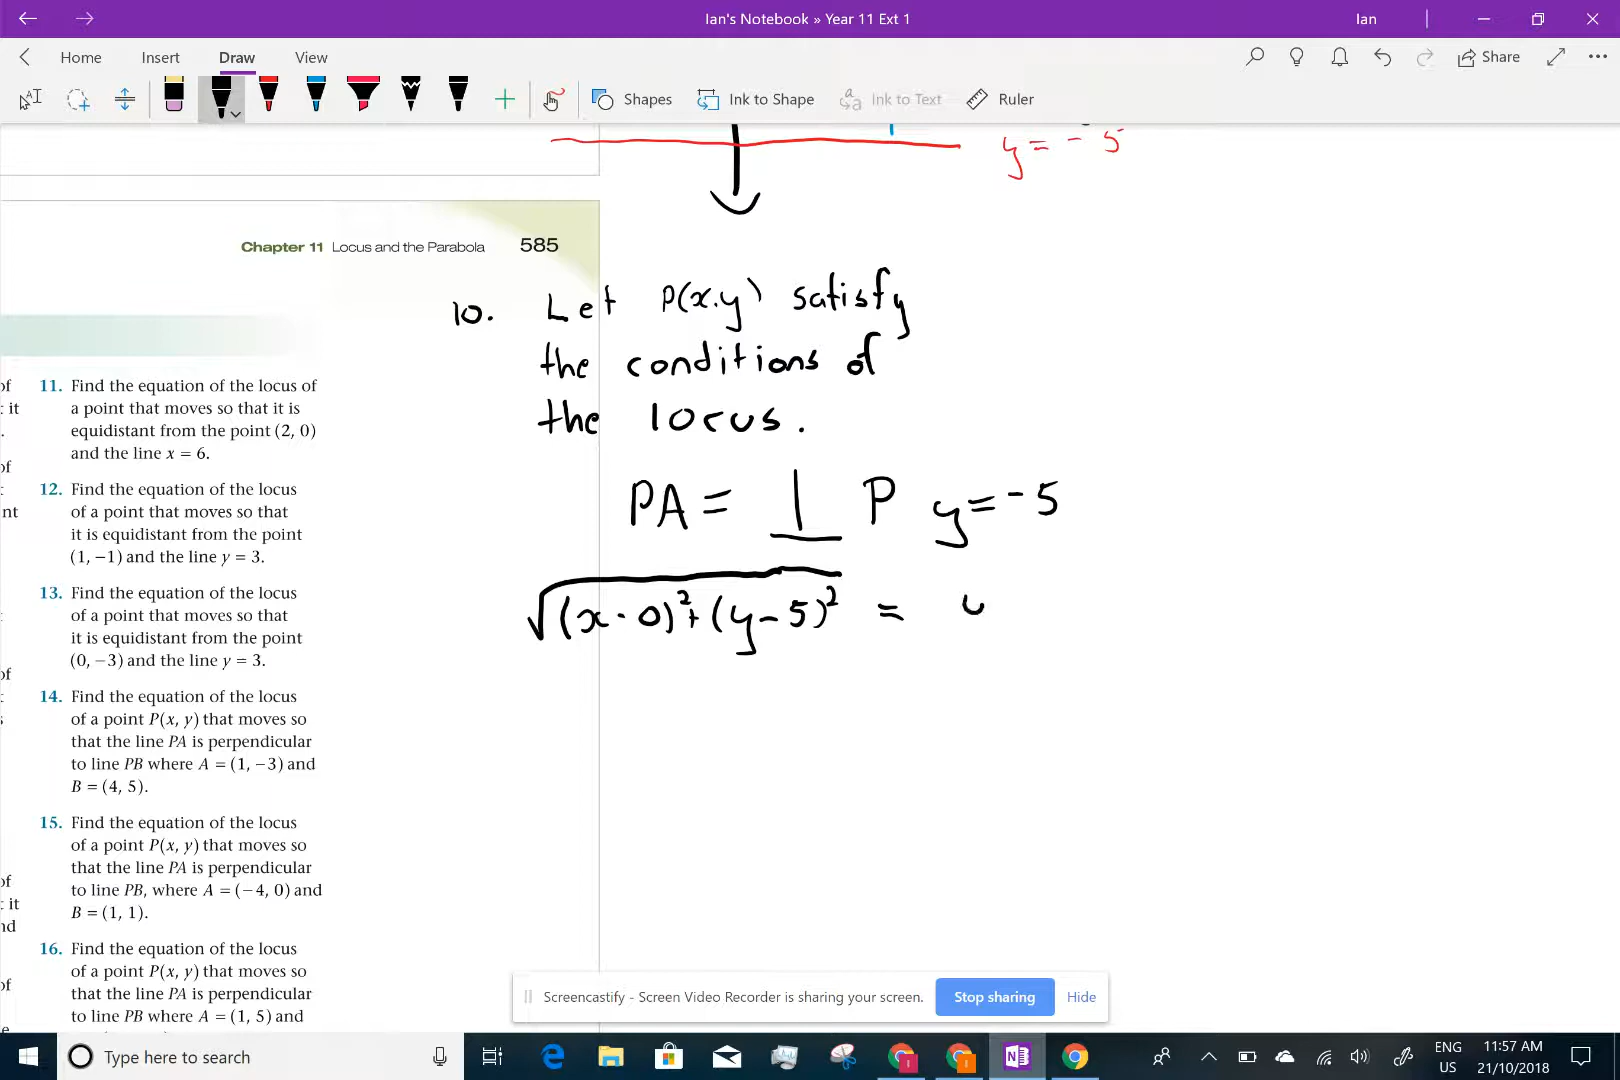 Ian's Notebook » Year 11 Ext 1
Ian
Home Insert Draw View
Share
Shapes Ink to Shape Ink to Text Ruler
y = - 5
Chapter 11 Locus and the Parabola 585
10. Let P(x,y) satisfy
the conditions of
the locus.
PA = ⊥ P y = -5
√(x - 0)² + (y - 5)² =
of
it
of
nt
of
of
it
nd
of
11. Find the equation of the locus of
a point that moves so that it is
equidistant from the point (2, 0)
and the line x = 6.
12. Find the equation of the locus
of a point that moves so that
it is equidistant from the point
(1, −1) and the line y = 3.
13. Find the equation of the locus
of a point that moves so that
it is equidistant from the point
(0, −3) and the line y = 3.
14. Find the equation of the locus
of a point P(x, y) that moves so
that the line PA is perpendicular
to line PB where A = (1, −3) and
B = (4, 5).
15. Find the equation of the locus
of a point P(x, y) that moves so
that the line PA is perpendicular
to line PB, where A = (−4, 0) and
B = (1, 1).
16. Find the equation of the locus
of a point P(x, y) that moves so
that the line PA is perpendicular
to line PB where A = (1, 5) and
Screencastify - Screen Video Recorder is sharing your screen. Stop sharing Hide
Type here to search
ENG
US
11:57 AM
21/10/2018